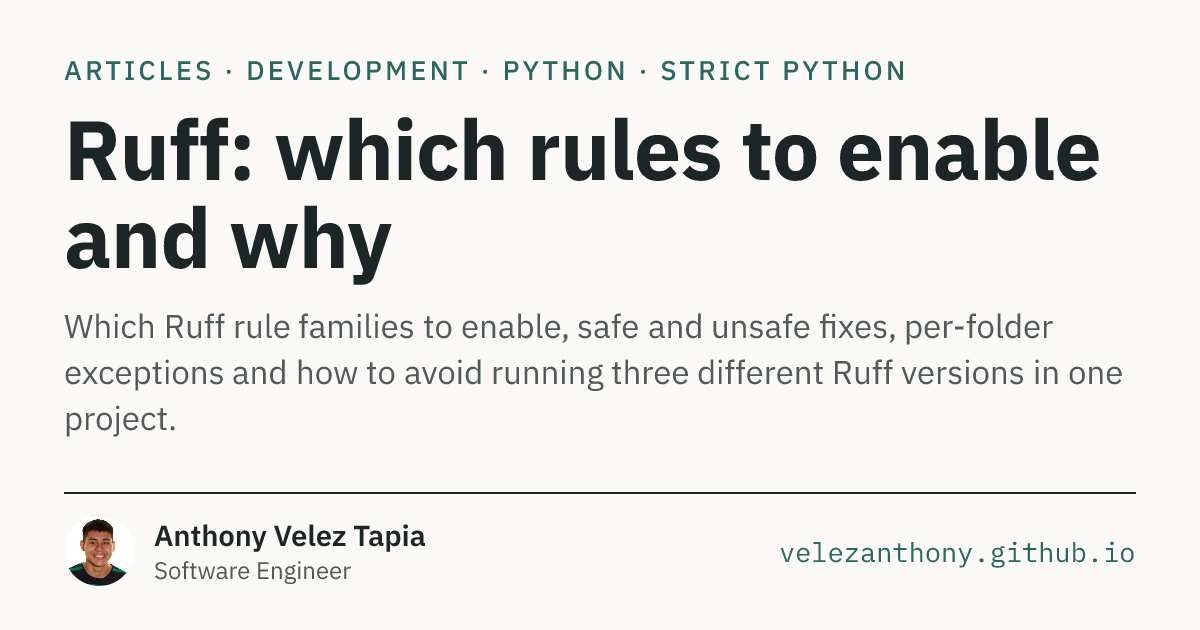 ARTICLES · DEVELOPMENT · PYTHON · STRICT PYTHON
Ruff: which rules to enable
and why
Which Ruff rule families to enable, safe and unsafe fixes, per-folder
exceptions and how to avoid running three different Ruff versions in one
project.
Anthony Velez Tapia
Software Engineer
velezanthony.github.io